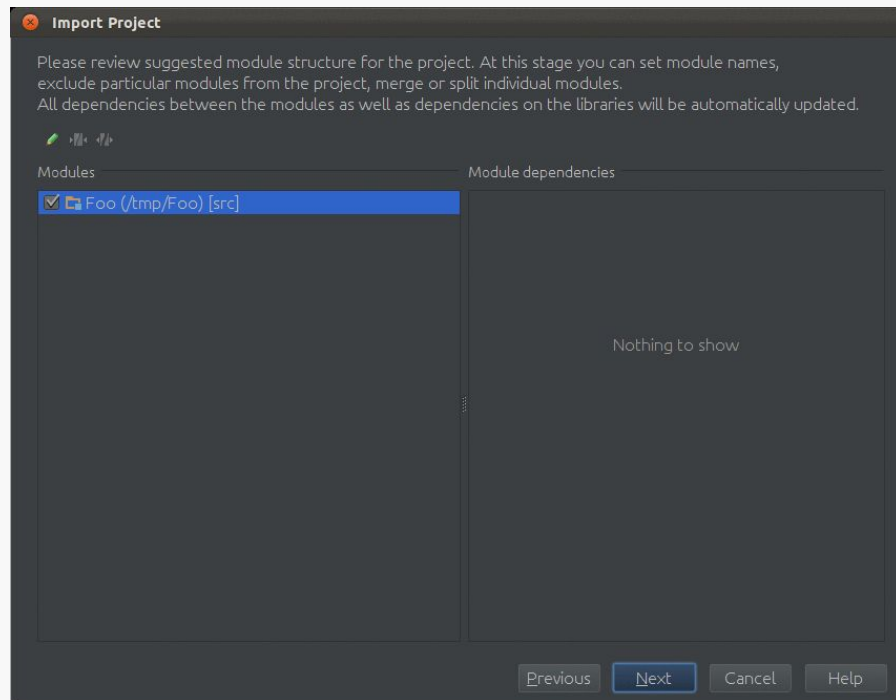 Import Project
Please review suggested module structure for the project. At this stage you can set module names,
exclude particular modules from the project, merge or split individual modules.
All dependencies between the modules as well as dependencies on the libraries will be automatically updated.
Modules
Module dependencies
Foo (/tmp/Foo) [src]
Nothing to show
Previous
Next
Cancel
Help